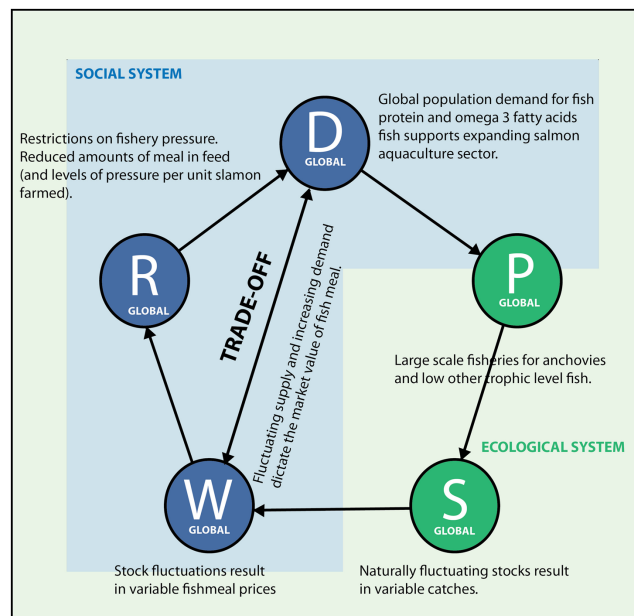 SOCIAL SYSTEM
D
GLOBAL
Global population demand for fish
protein and omega 3 fatty acids
fish supports expanding salmon
aquaculture sector.
Restrictions on fishery pressure.
Reduced amounts of meal in feed
(and levels of pressure per unit slamon
farmed).
R
GLOBAL
TRADE-OFF
Fluctuating supply and increasing demand
dictate the market value of fish meal.
P
GLOBAL
Large scale fisheries for anchovies
and low other trophic level fish.
ECOLOGICAL SYSTEM
W
GLOBAL
S
GLOBAL
Stock fluctuations result
in variable fishmeal prices
Naturally fluctuating stocks result
in variable catches.